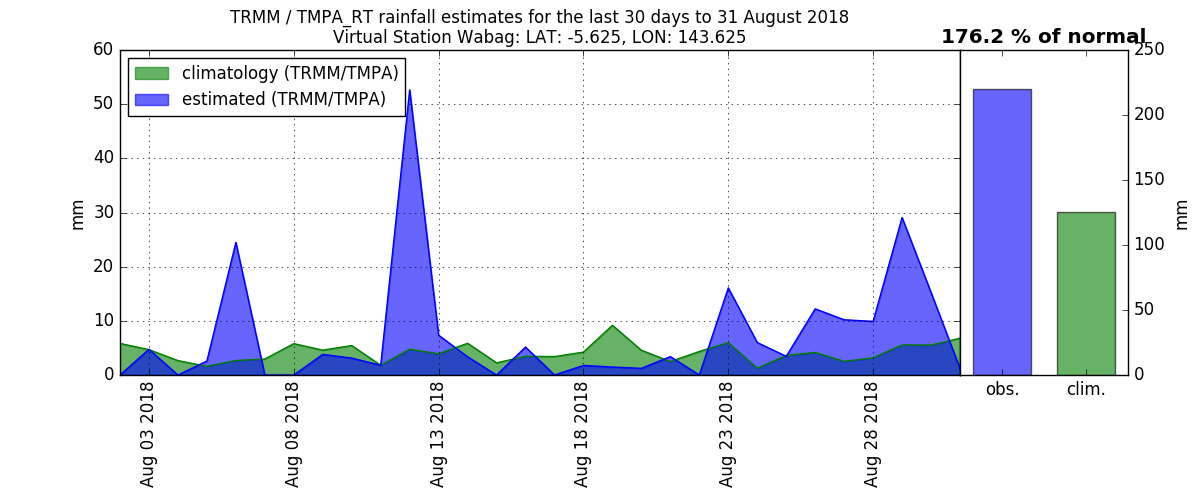 TRMM / TMPA_RT rainfall estimates for the last 30 days to 31 August 2018
Virtual Station Wabag: LAT: -5.625, LON: 143.625
176.2 % of normal
climatology (TRMM/TMPA)
estimated (TRMM/TMPA)
mm
60
50
40
30
20
10
0
Aug 03 2018
Aug 08 2018
Aug 13 2018
Aug 18 2018
Aug 23 2018
Aug 28 2018
250
200
150
100
50
0
mm
obs.
clim.